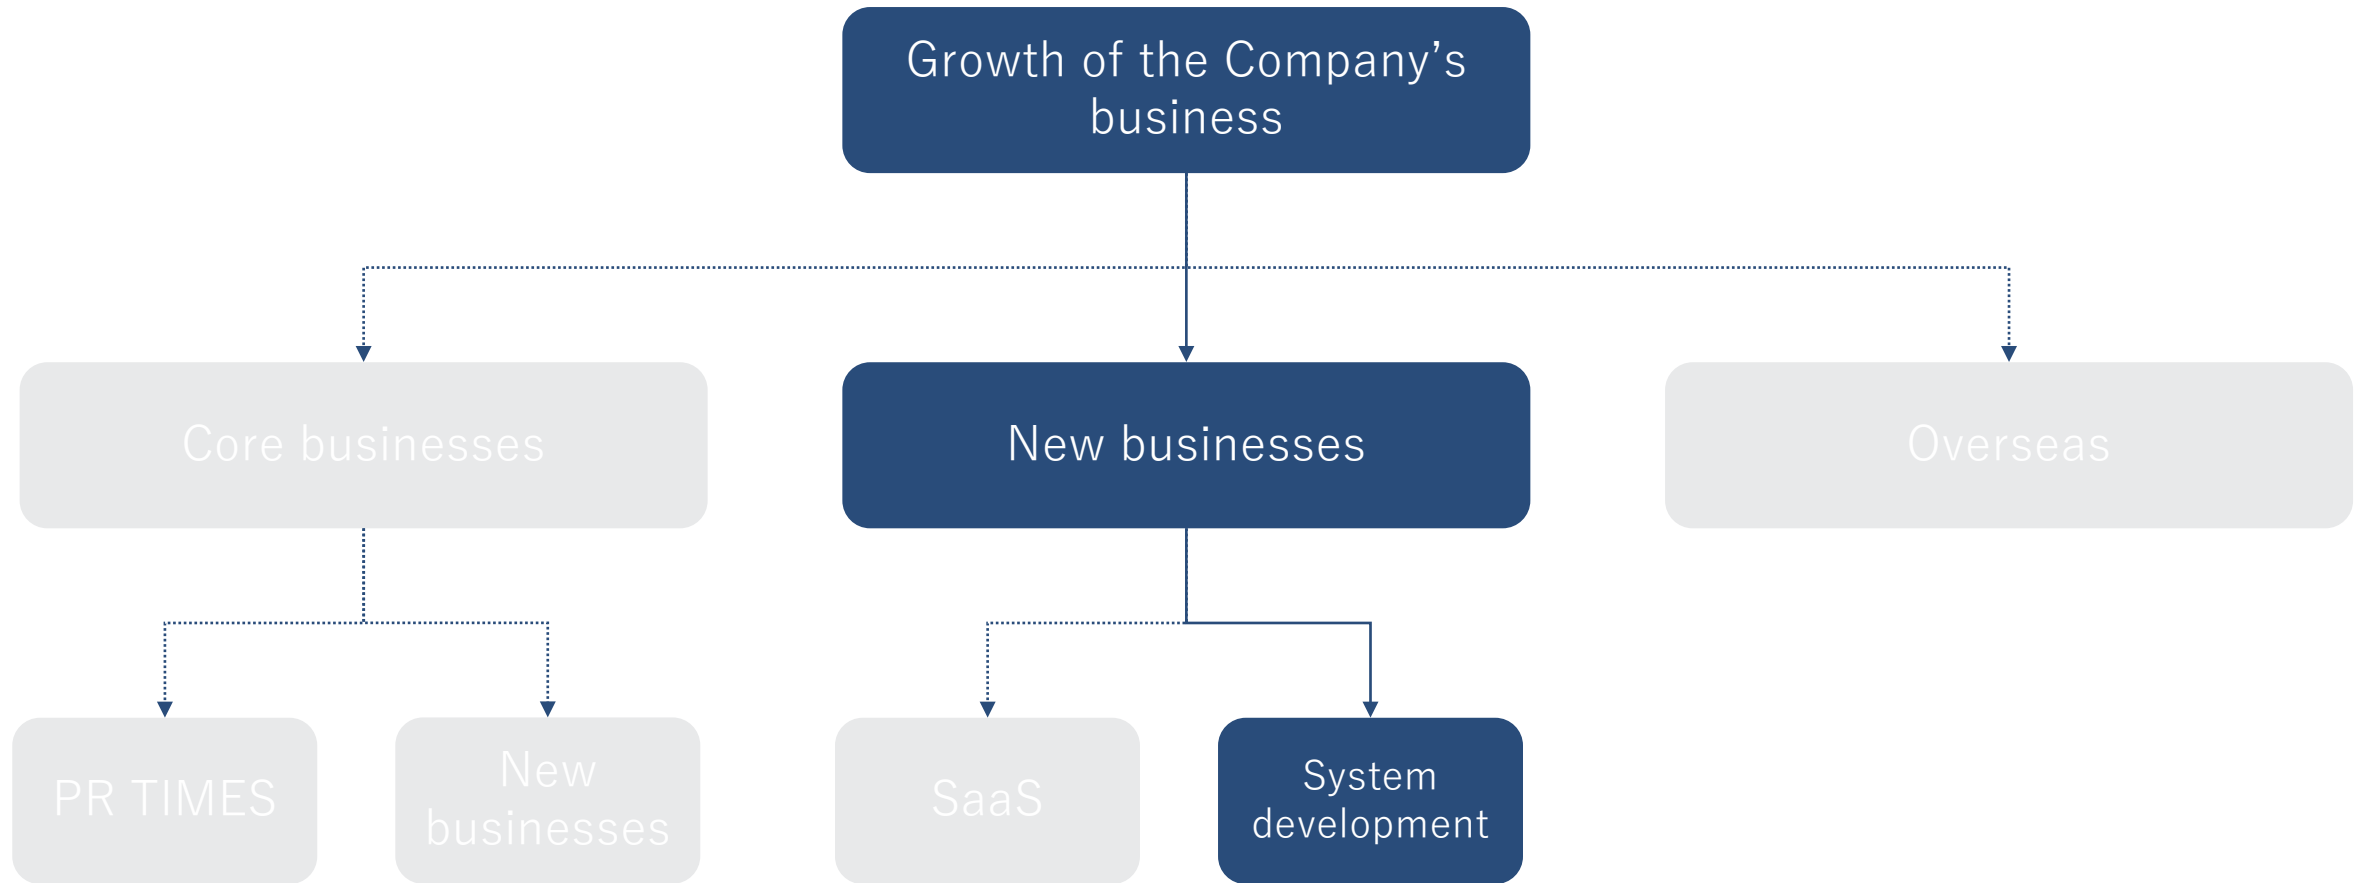 Growth of the Company’s
business
Core businesses
New businesses
Overseas
PR TIMES
New
businesses
SaaS
System
development